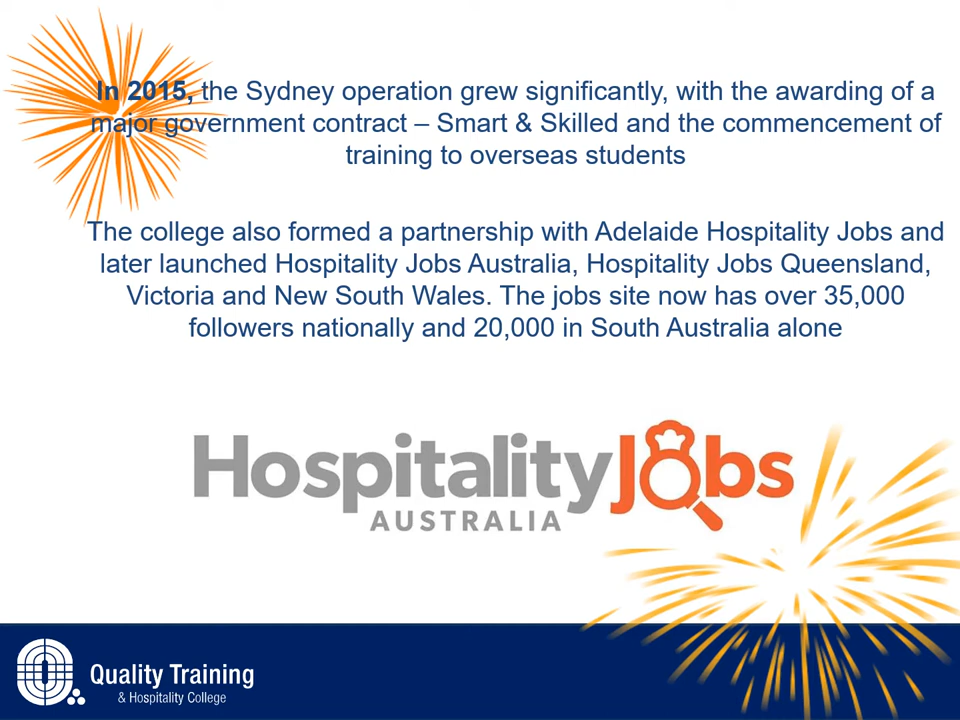 In 2015, the Sydney operation grew significantly, with the awarding of a
major government contract – Smart & Skilled and the commencement of
training to overseas students
The college also formed a partnership with Adelaide Hospitality Jobs and
later launched Hospitality Jobs Australia, Hospitality Jobs Queensland,
Victoria and New South Wales. The jobs site now has over 35,000
followers nationally and 20,000 in South Australia alone
HospitalityJobs
AUSTRALIA
Quality Training
& Hospitality College